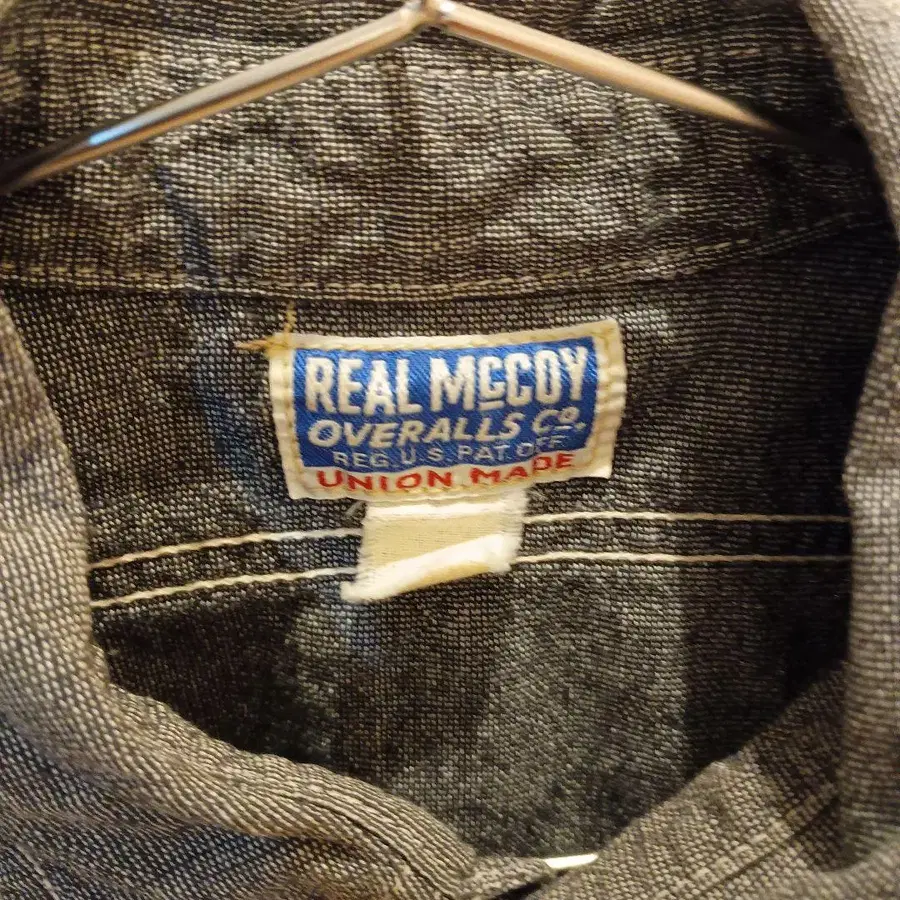 REAL McCOY
OVERALLS Co.
REG. U.S. PAT. OFF.
UNION MADE